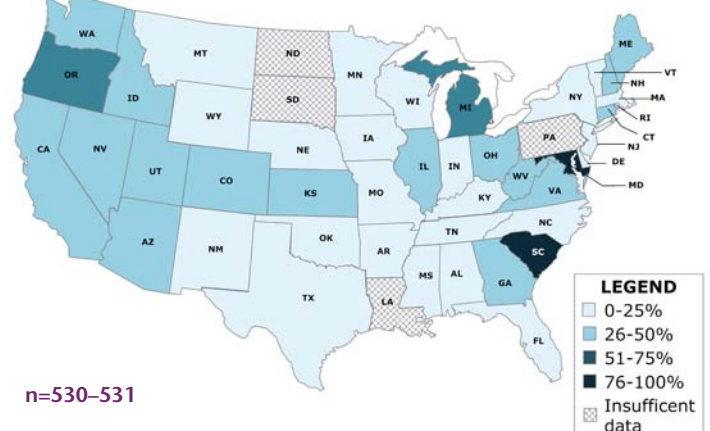 WA
ME
MT
ND
VT
OR
MN
NH
ID
SD
WI
NY
MA
WY
MI
RI
IA
PA
CT
NE
NJ
NV
OH
DE
CA
UT
IL
IN
CO
WV
MD
KS
MO
VA
KY
NC
TN
AZ
NM
OK
AR
SC
MS
AL
GA
TX
LA
FL
LEGEND
0-25%
26-50%
51-75%
76-100%
Insufficent
data
n=530–531